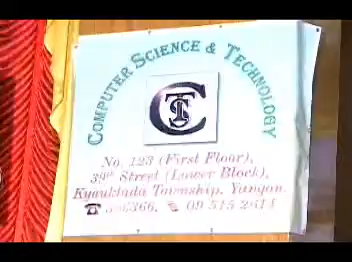 COMPUTER SCIENCE & TECHNOLOGY
CST
No. 123 (First Floor),
39th Street (Lower Block),
Kyauktada Township, Yangon.
09 515 2614